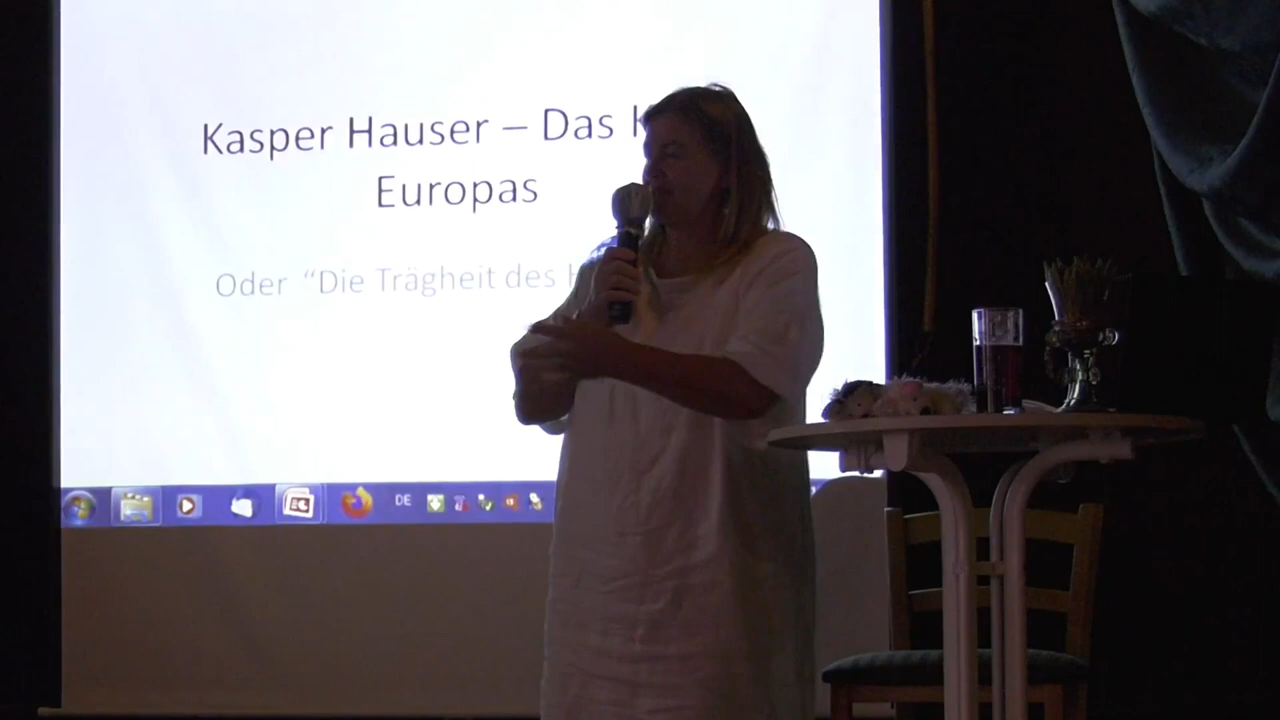 Kasper Hauser – Das K
Europas
Oder “Die Trägheit des H
DE